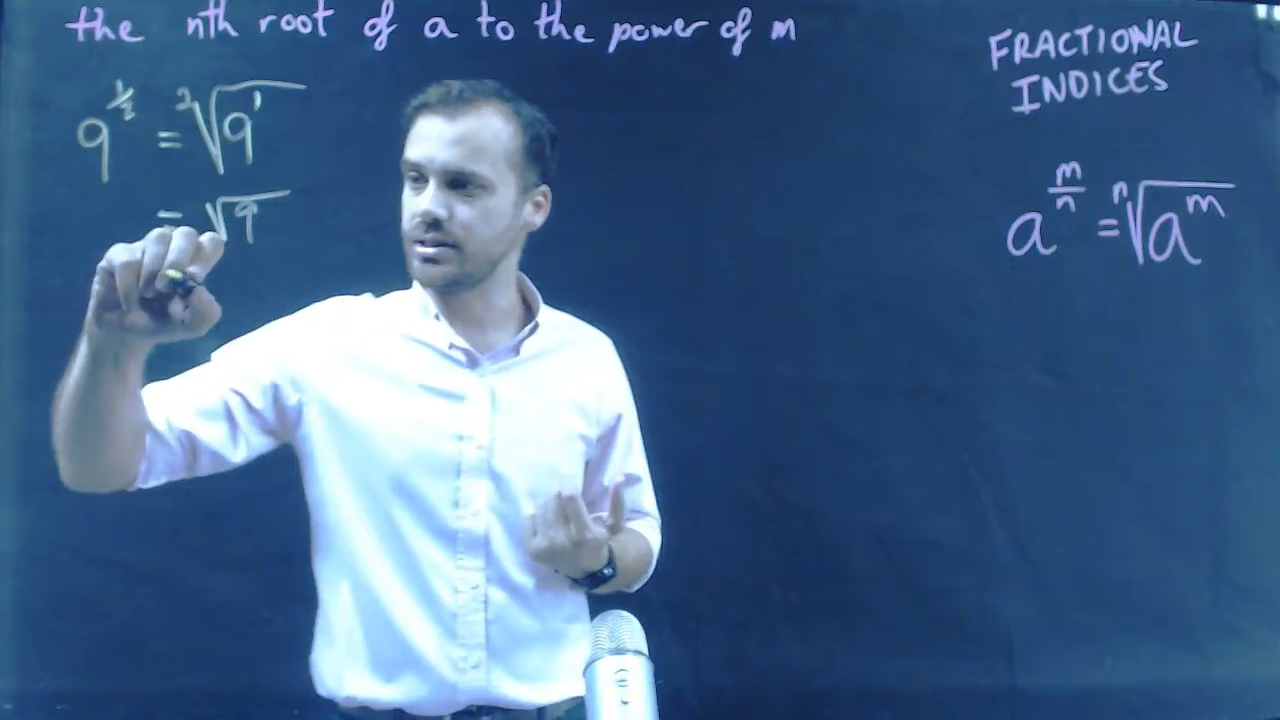 the nth root of a to the power of m
9^{1/2} = ²√9¹
= √9
FRACTIONAL
INDICES
a^{m/n} = ⁿ√a^m